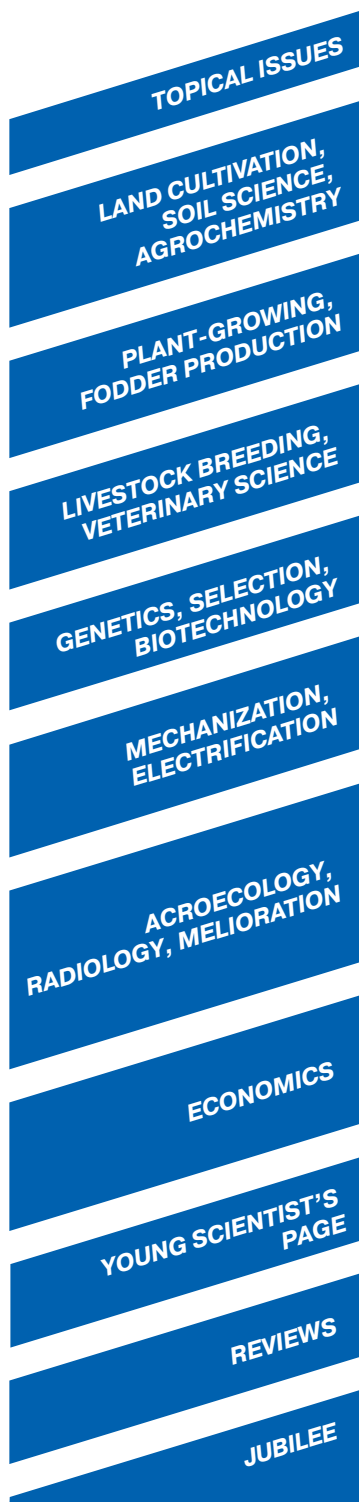 TOPICAL ISSUES
LAND CULTIVATION,
SOIL SCIENCE,
AGROCHEMISTRY
PLANT-GROWING,
FODDER PRODUCTION
LIVESTOCK BREEDING,
VETERINARY SCIENCE
GENETICS, SELECTION,
BIOTECHNOLOGY
MECHANIZATION,
ELECTRIFICATION
ACROECOLOGY,
RADIOLOGY, MELIORATION
ECONOMICS
YOUNG SCIENTIST'S
PAGE
REVIEWS
JUBILEE